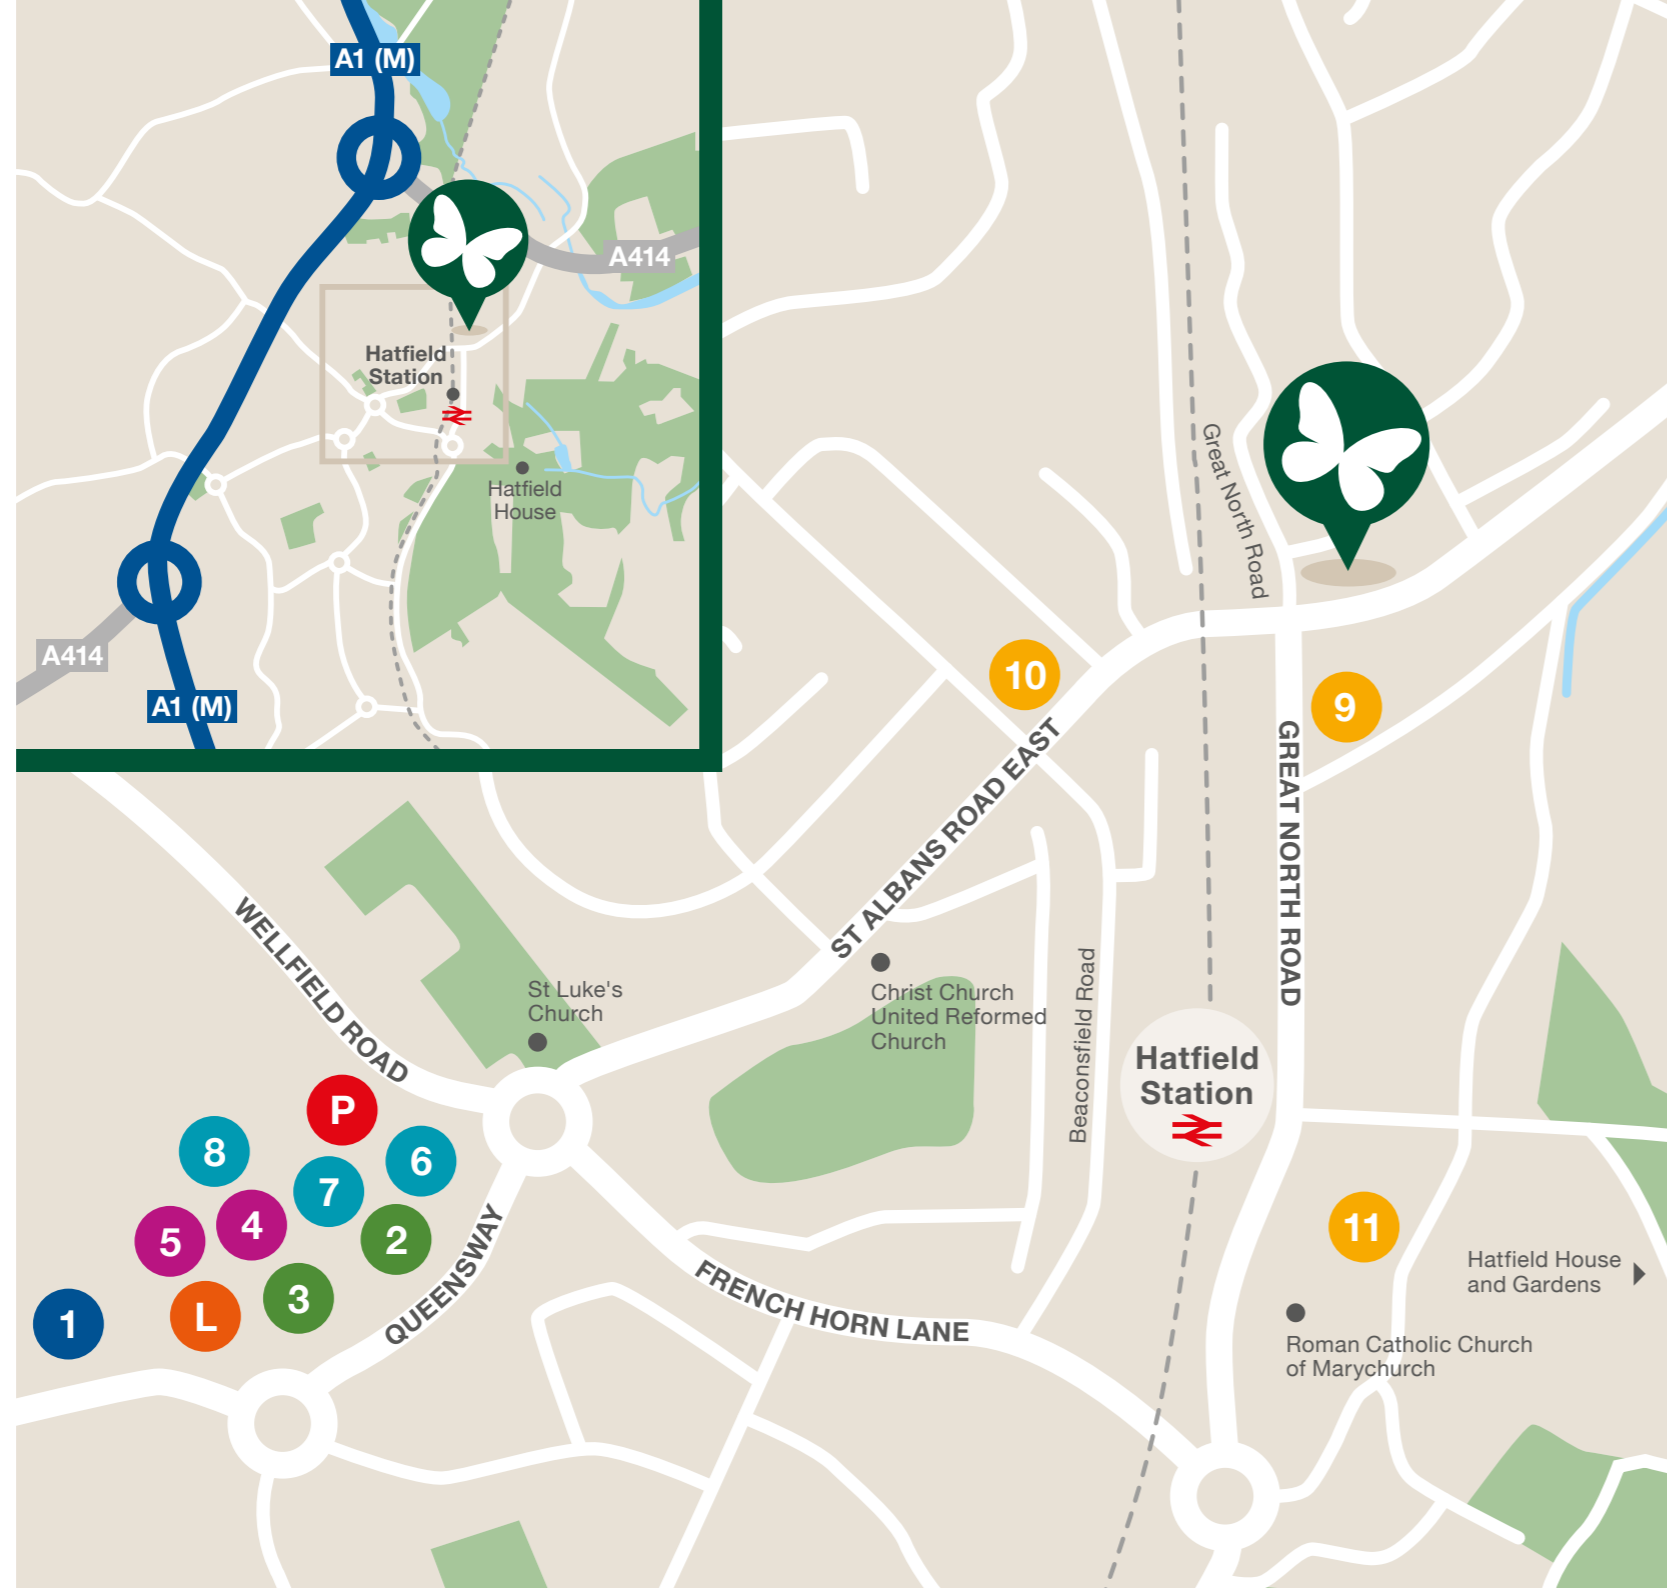 A1 (M)
A414
Hatfield
Station
Hatfield
House
A414
A1 (M)
Great North Road
10
9
GREAT NORTH ROAD
ST ALBANS ROAD EAST
WELLFIELD ROAD
St Luke's
Church
Christ Church
United Reformed
Church
Beaconsfield Road
Hatfield
Station
P
8
6
7
4
5
2
3
L
1
QUEENSWAY
FRENCH HORN LANE
11
Hatfield House
and Gardens
Roman Catholic Church
of Marychurch